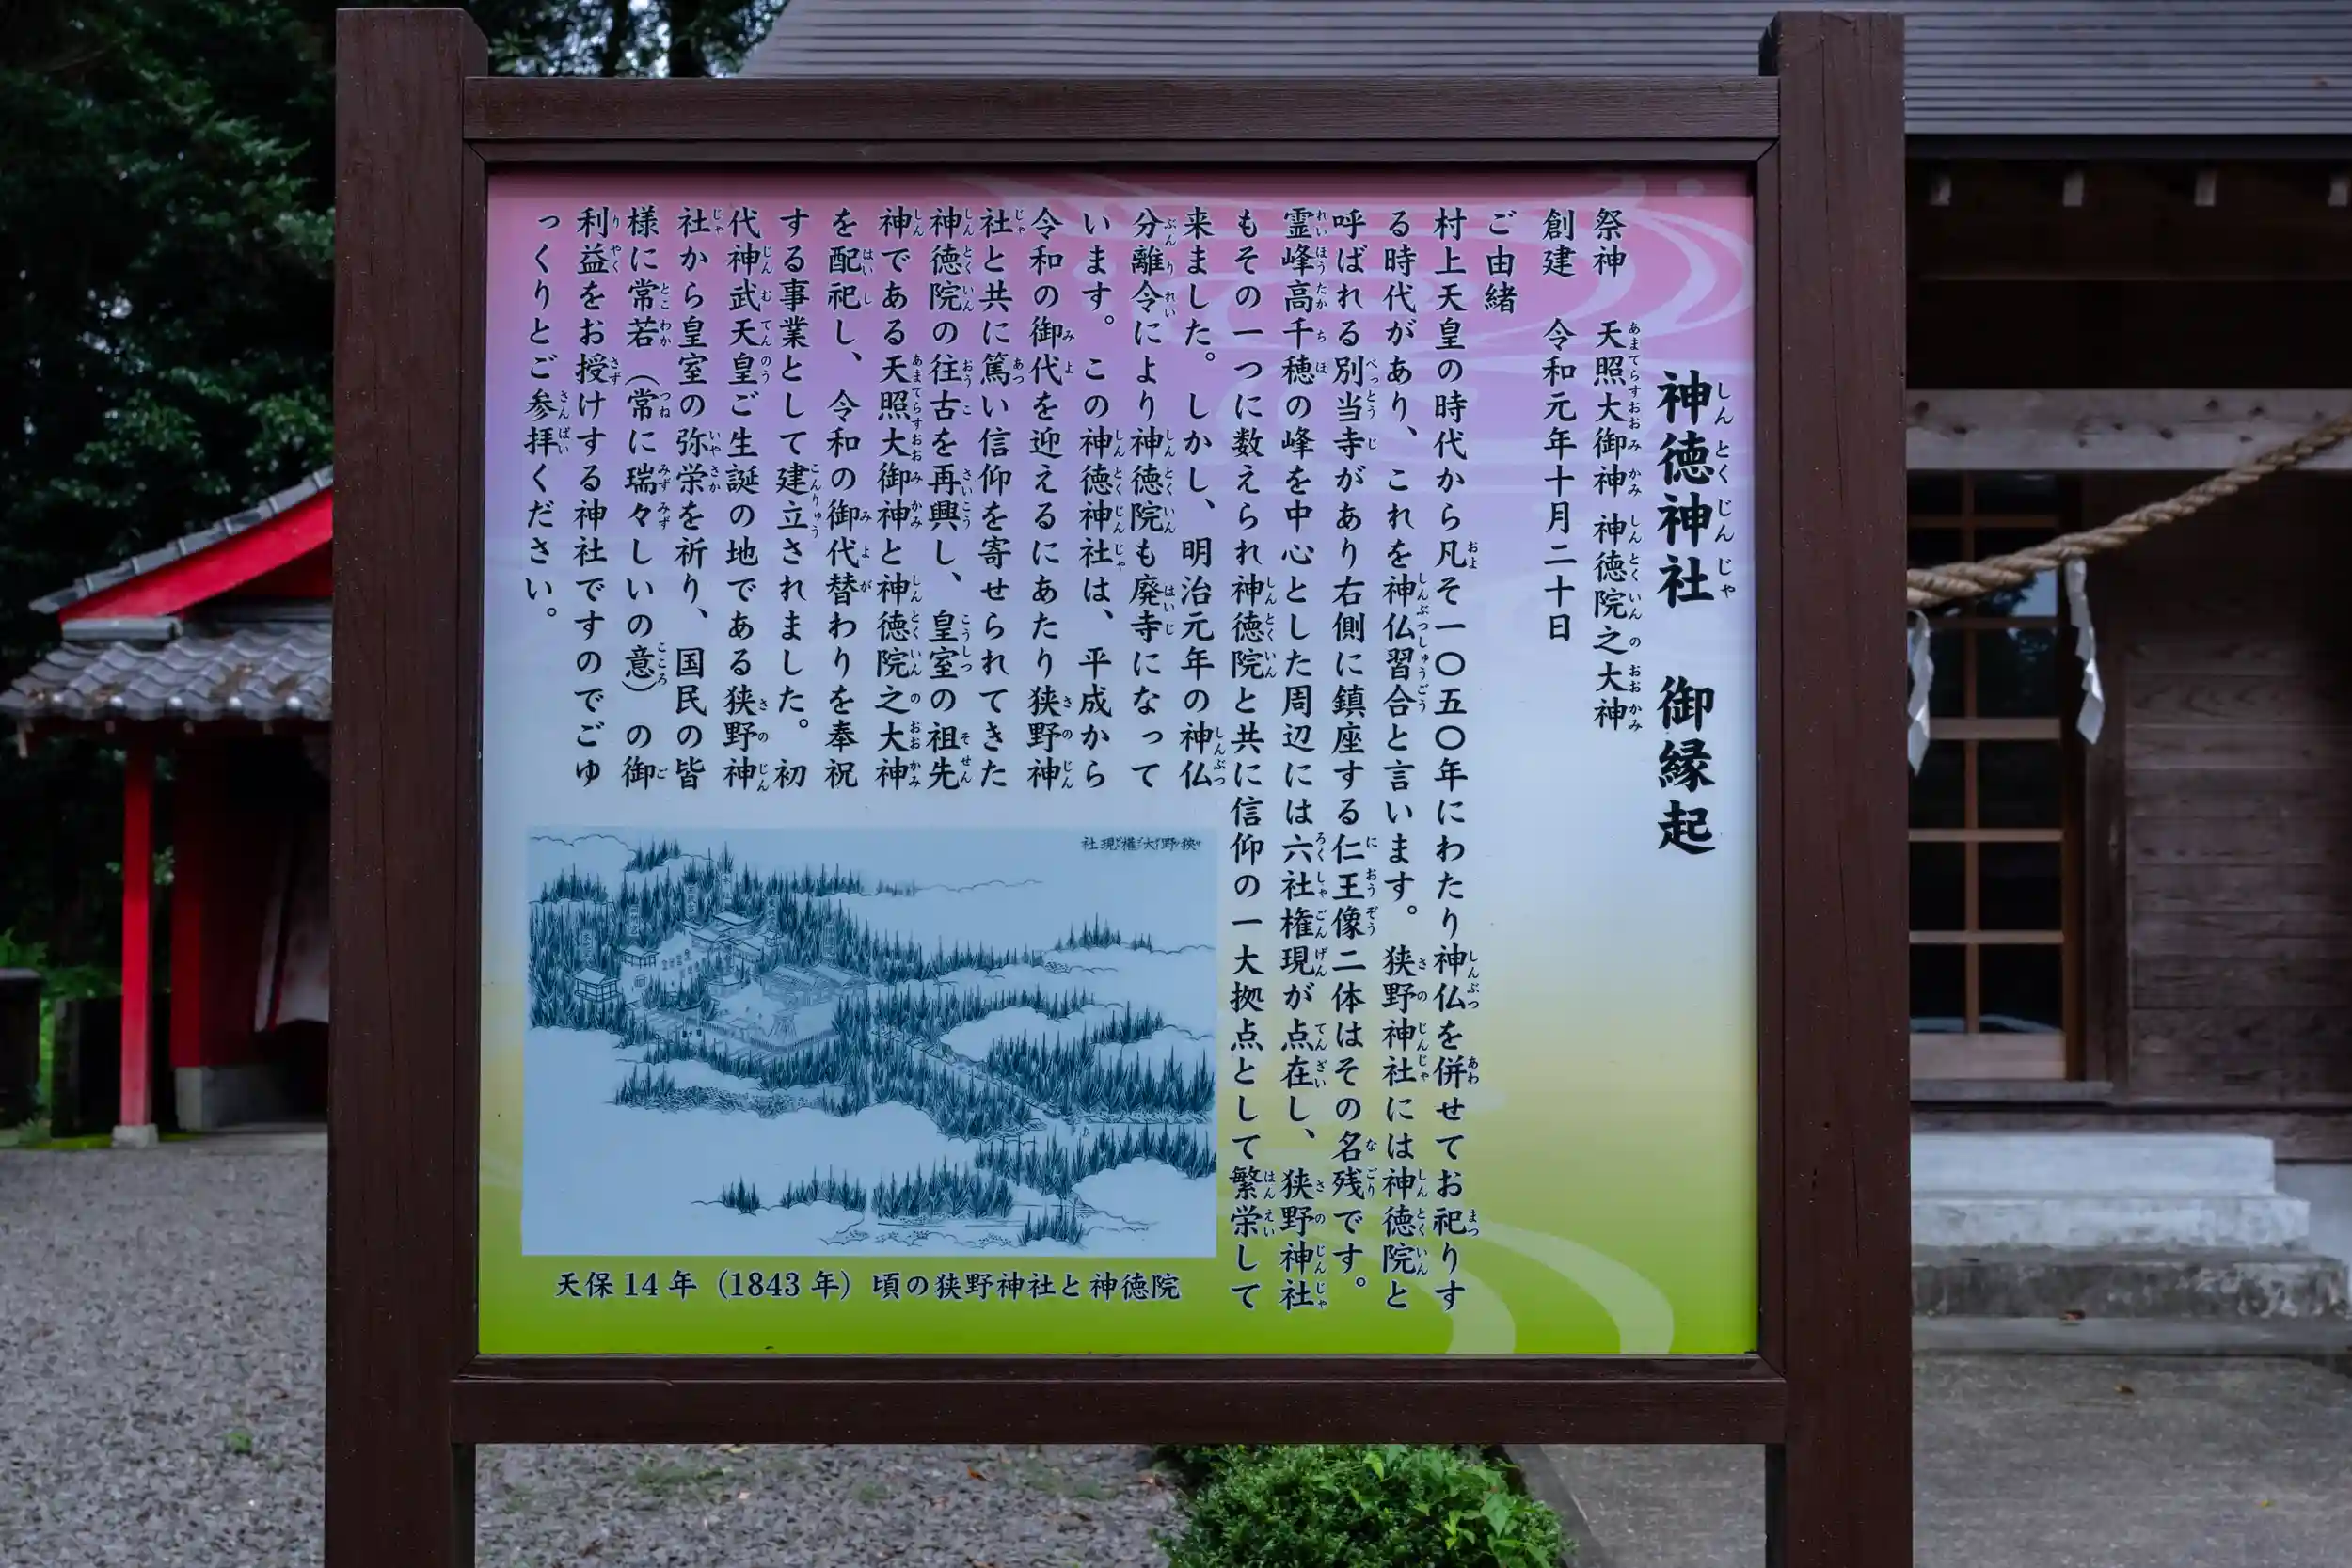 神徳神社　御縁起
祭神　天照大御神　神徳院之大神
創建　令和元年十月二十日
ご由緒
村上天皇の時代から凡そ一〇五〇年にわたり神仏を併せてお祀りす
る時代があり、これを神仏習合と言います。狭野神社には神徳院と
呼ばれる別当寺があり右側に鎮座する仁王像二体はその名残です。
霊峰高千穂の峰を中心とした周辺には六社権現が点在し、狭野神社
もその一つに数えられ神徳院と共に信仰の一大拠点として繁栄して
来ました。しかし、明治元年の神仏
分離令により神徳院も廃寺になって
います。この神徳神社は、平成から
令和の御代を迎えるにあたり狭野神
社と共に篤い信仰を寄せられてきた
神徳院の往古を再興し、皇室の祖先
神である天照大御神と神徳院之大神
を配祀し、令和の御代替わりを奉祝
する事業として建立されました。初
代神武天皇ご生誕の地である狭野神
社から皇室の弥栄を祈り、国民の皆
様に常若（常に瑞々しいの意）の御
利益をお授けする神社ですのでごゆ
っくりとご参拝ください。
社現権大野狭
天保14年（1843年）頃の狭野神社と神徳院